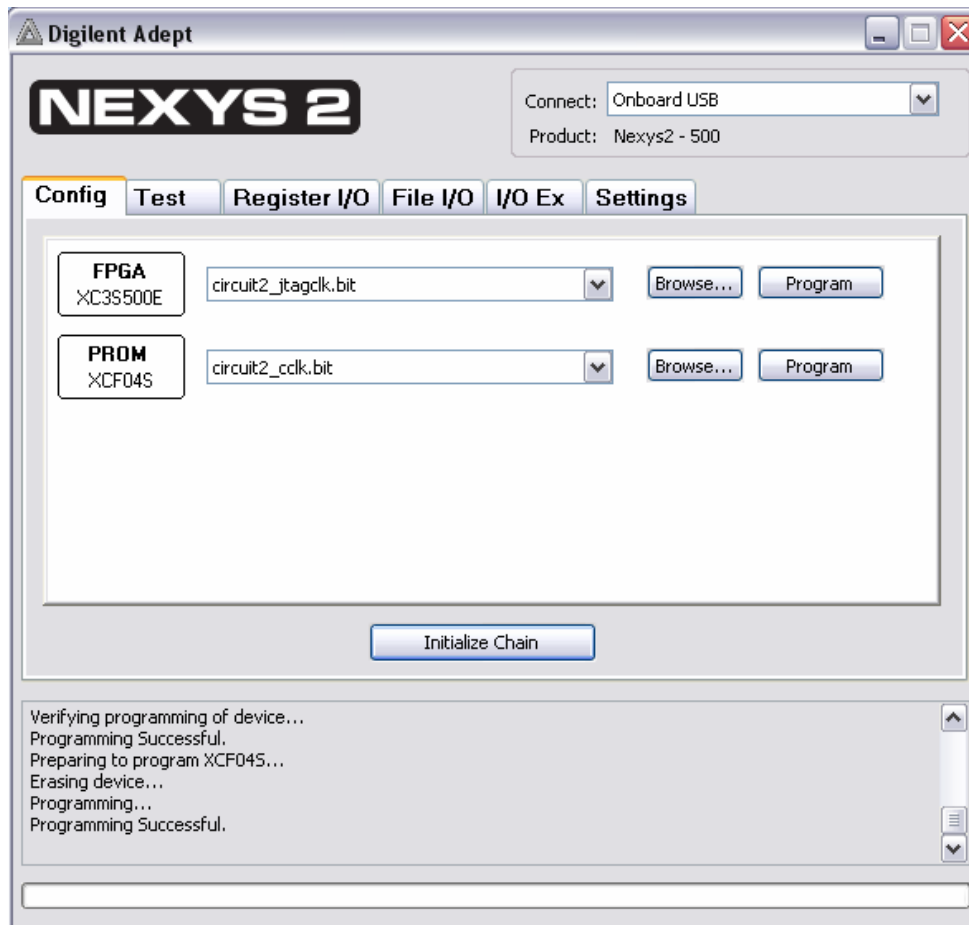 Digilent Adept
NEXYS 2
Connect: Onboard USB
Product: Nexys2 - 500
Config Test Register I/O File I/O I/O Ex Settings
FPGA
XC3S500E
circuit2_jtagclk.bit Browse... Program
PROM
XCF04S
circuit2_cclk.bit Browse... Program
Initialize Chain
Verifying programming of device...
Programming Successful.
Preparing to program XCF04S...
Erasing device...
Programming...
Programming Successful.